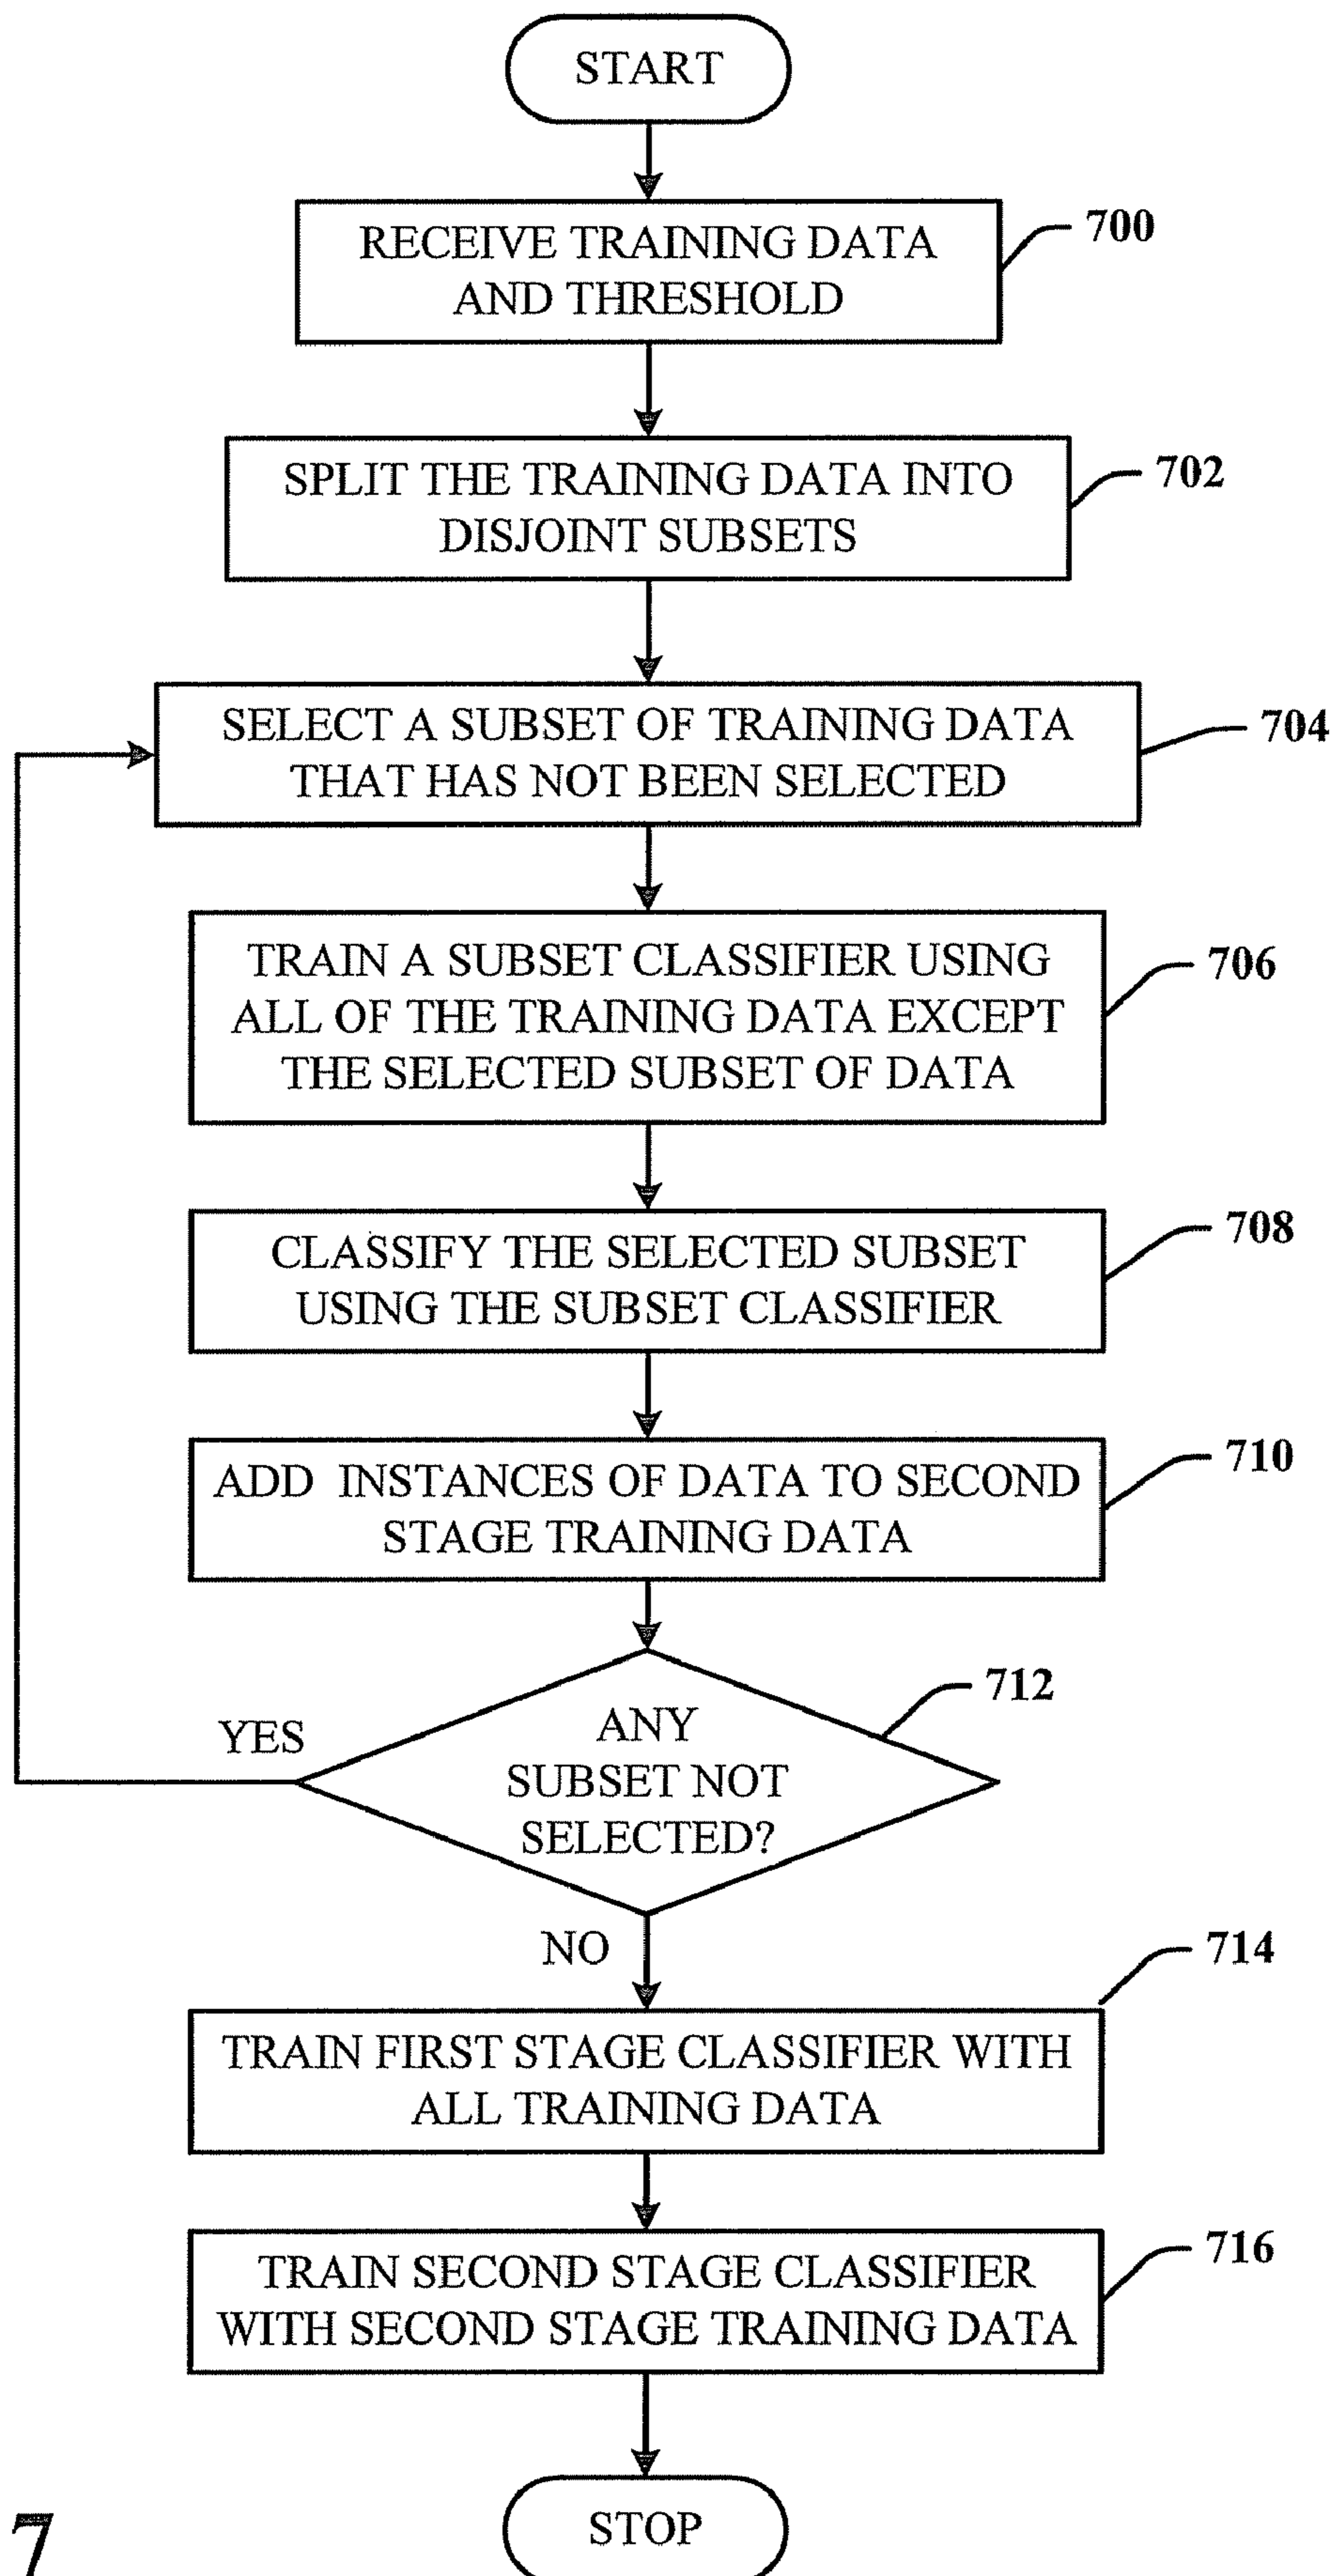 START
RECEIVE TRAINING DATA
AND THRESHOLD
700
SPLIT THE TRAINING DATA INTO
DISJOINT SUBSETS
702
SELECT A SUBSET OF TRAINING DATA
THAT HAS NOT BEEN SELECTED
704
TRAIN A SUBSET CLASSIFIER USING
ALL OF THE TRAINING DATA EXCEPT
THE SELECTED SUBSET OF DATA
706
CLASSIFY THE SELECTED SUBSET
USING THE SUBSET CLASSIFIER
708
ADD INSTANCES OF DATA TO SECOND
STAGE TRAINING DATA
710
712
YES
ANY
SUBSET NOT
SELECTED?
NO
714
TRAIN FIRST STAGE CLASSIFIER WITH
ALL TRAINING DATA
716
TRAIN SECOND STAGE CLASSIFIER
WITH SECOND STAGE TRAINING DATA
STOP
7